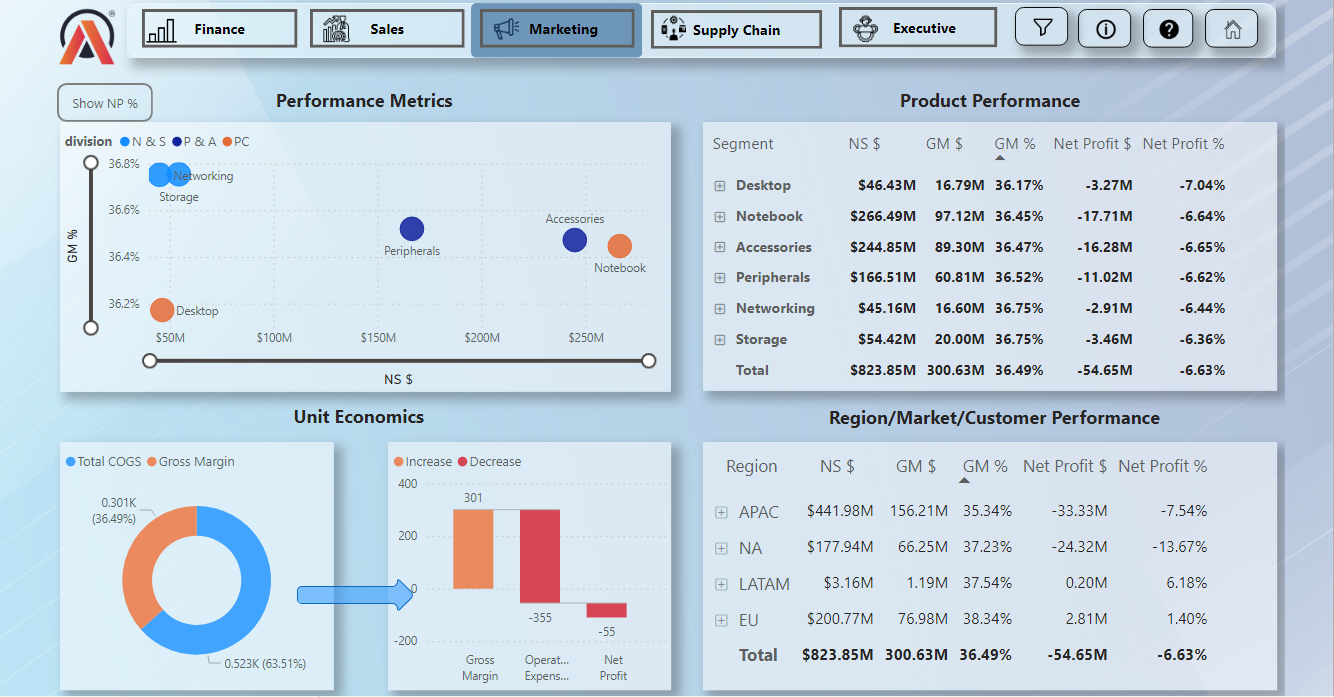 Finance
Sales
Marketing
Supply Chain
Executive
Show NP %
Performance Metrics
division N & S P & A PC
GM %
36.8%
36.6%
36.4%
36.2%
Networking
Storage
Peripherals
Accessories
Notebook
Desktop
$50M $100M $150M $200M $250M
NS $
Product Performance
Segment NS $ GM $ GM % Net Profit $ Net Profit %
Desktop $46.43M 16.79M 36.17% -3.27M -7.04%
Notebook $266.49M 97.12M 36.45% -17.71M -6.64%
Accessories $244.85M 89.30M 36.47% -16.28M -6.65%
Peripherals $166.51M 60.81M 36.52% -11.02M -6.62%
Networking $45.16M 16.60M 36.75% -2.91M -6.44%
Storage $54.42M 20.00M 36.75% -3.46M -6.36%
Total $823.85M 300.63M 36.49% -54.65M -6.63%
Unit Economics
Total COGS Gross Margin
0.301K
(36.49%)
0.523K (63.51%)
Increase Decrease
400
200
0
-200
301
-355
-55
Gross
Margin
Operat...
Expens...
Net
Profit
Region/Market/Customer Performance
Region NS $ GM $ GM % Net Profit $ Net Profit %
APAC $441.98M 156.21M 35.34% -33.33M -7.54%
NA $177.94M 66.25M 37.23% -24.32M -13.67%
LATAM $3.16M 1.19M 37.54% 0.20M 6.18%
EU $200.77M 76.98M 38.34% 2.81M 1.40%
Total $823.85M 300.63M 36.49% -54.65M -6.63%